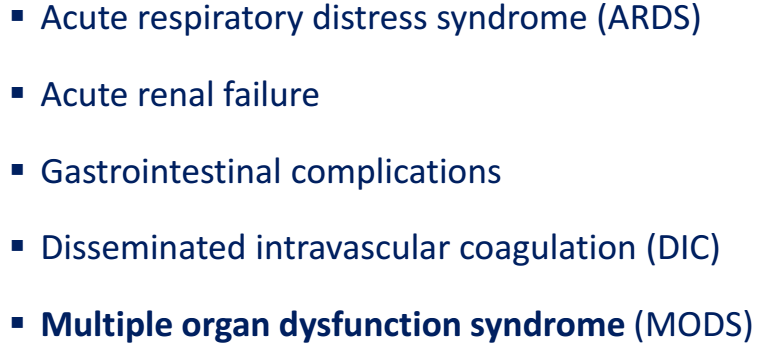 ▪ Acute respiratory distress syndrome (ARDS)
▪ Acute renal failure
▪ Gastrointestinal complications
▪ Disseminated intravascular coagulation (DIC)
▪ Multiple organ dysfunction syndrome (MODS)